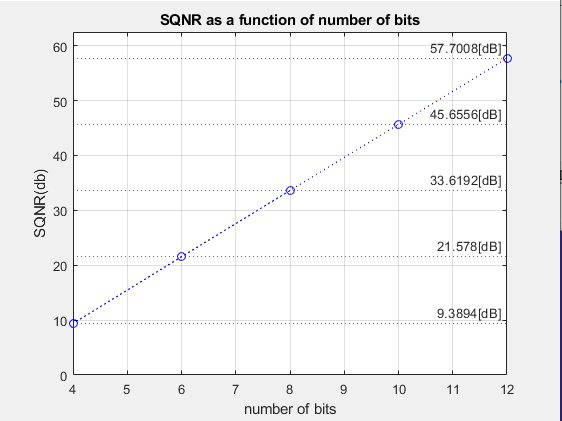 SQNR as a function of number of bits
60
57.7008[dB]
50
45.6556[dB]
40
33.6192[dB]
30
21.578[dB]
20
9.3894[dB]
10
0
SQNR(db)
4 5 6 7 8 9 10 11 12
number of bits